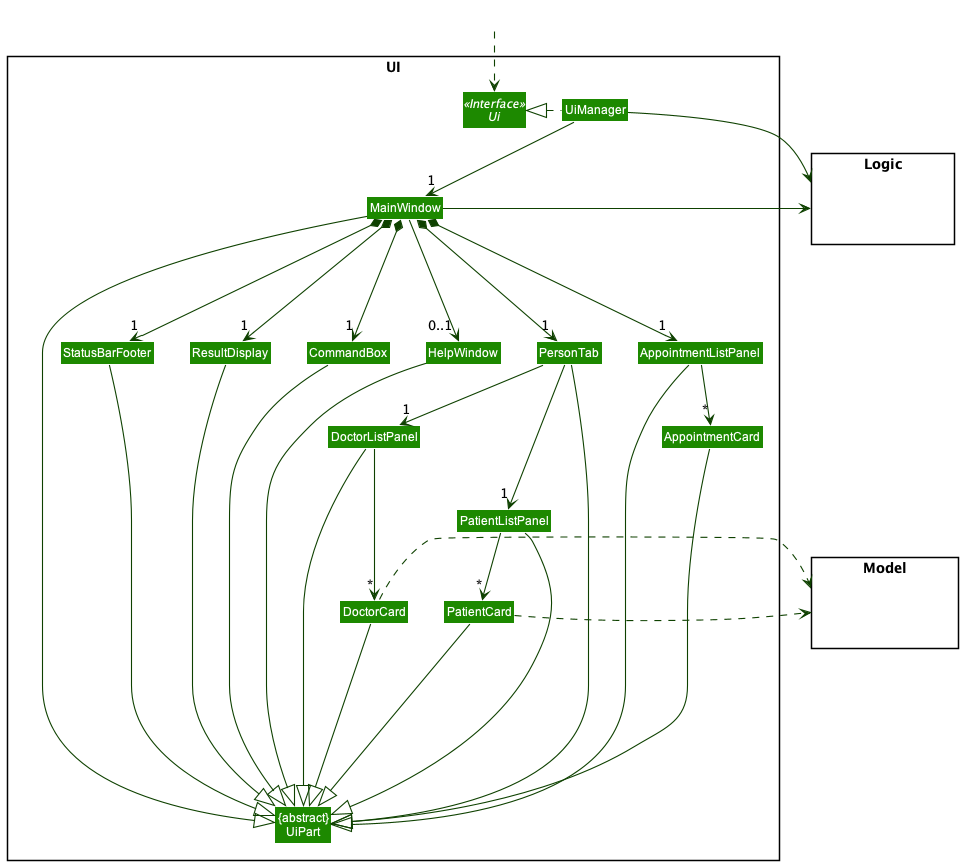 UI
«Interface»
Ui
UiManager
Logic
1
MainWindow
1
1
1
0..1
1
1
StatusBarFooter
ResultDisplay
CommandBox
HelpWindow
PersonTab
AppointmentListPanel
1
*
DoctorListPanel
AppointmentCard
1
PatientListPanel
Model
*
*
DoctorCard
PatientCard
{abstract}
UiPart